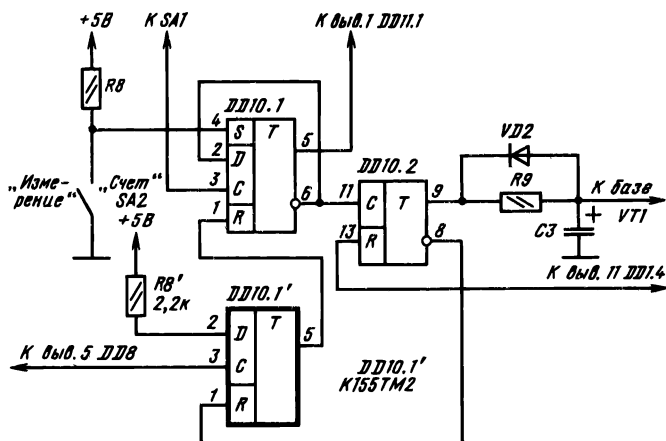 +5В
К SA1
К выв.1 DD11.1
R8
DD10.1
4 S T 5
2 D
3 C 6
1 R
„Изме-
рение“
„Счет“
SA2
+5В
DD10.2
11 C T 9
13 R 8
VD2
R9
К базе
VT1
+
C3
К выв. 11 DD1.4
R8'
2,2к
DD10.1'
2 D T 5
3 C
1 R
К выв.5 DD8
DD10.1'
К155ТМ2